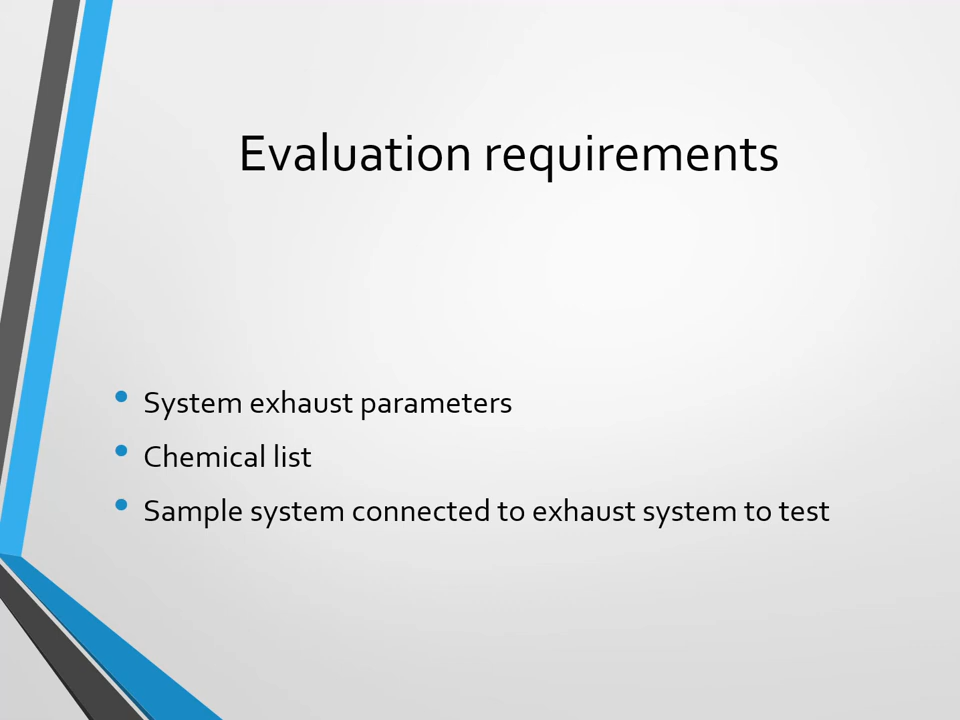 Evaluation requirements
• System exhaust parameters
• Chemical list
• Sample system connected to exhaust system to test